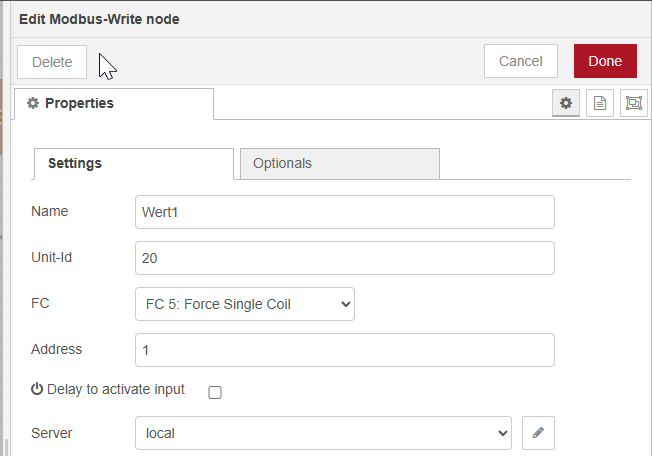 Edit Modbus-Write node
Delete
Cancel
Done
Properties
Settings
Optionals
Name
Wert1
Unit-Id
20
FC
FC 5: Force Single Coil
Address
1
Delay to activate input
Server
local